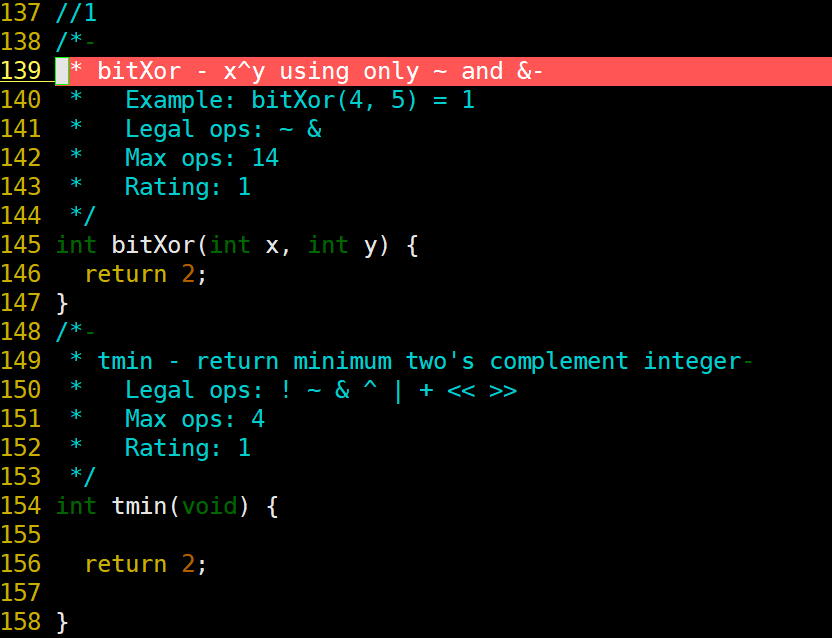 137 //1
138 /*-
139  * bitXor - x^y using only ~ and &-
140  *   Example: bitXor(4, 5) = 1
141  *   Legal ops: ~ &
142  *   Max ops: 14
143  *   Rating: 1
144  */
145 int bitXor(int x, int y) {
146   return 2;
147 }
148 /*-
149  * tmin - return minimum two's complement integer-
150  *   Legal ops: ! ~ & ^ | + << >>
151  *   Max ops: 4
152  *   Rating: 1
153  */
154 int tmin(void) {
155
156   return 2;
157
158 }